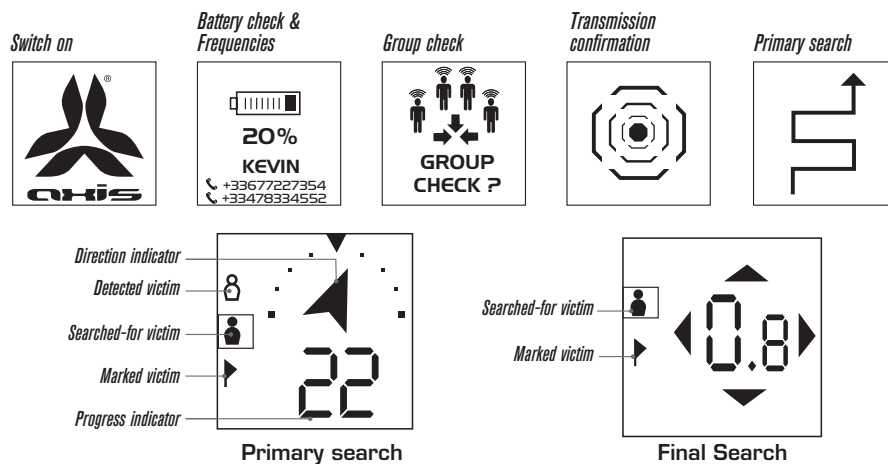 Switch on
Battery check &
Frequencies
Group check
Transmission
confirmation
Primary search
®
axis
20%
KEVIN
+33677227354
+33478334552
GROUP
CHECK ?
Direction indicator
Detected victim
Searched-for victim
Marked victim
Progress indicator
22
Primary search
Searched-for victim
Marked victim
0.8
Final Search